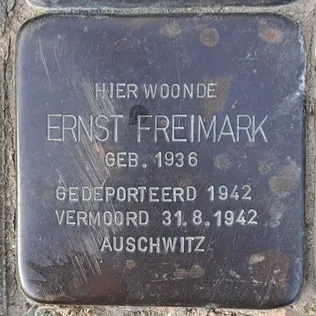 HIER WOONDE
ERNST FREIMARK
GEB. 1936
GEDEPORTEERD 1942
VERMOORD 31.8.1942
AUSCHWITZ